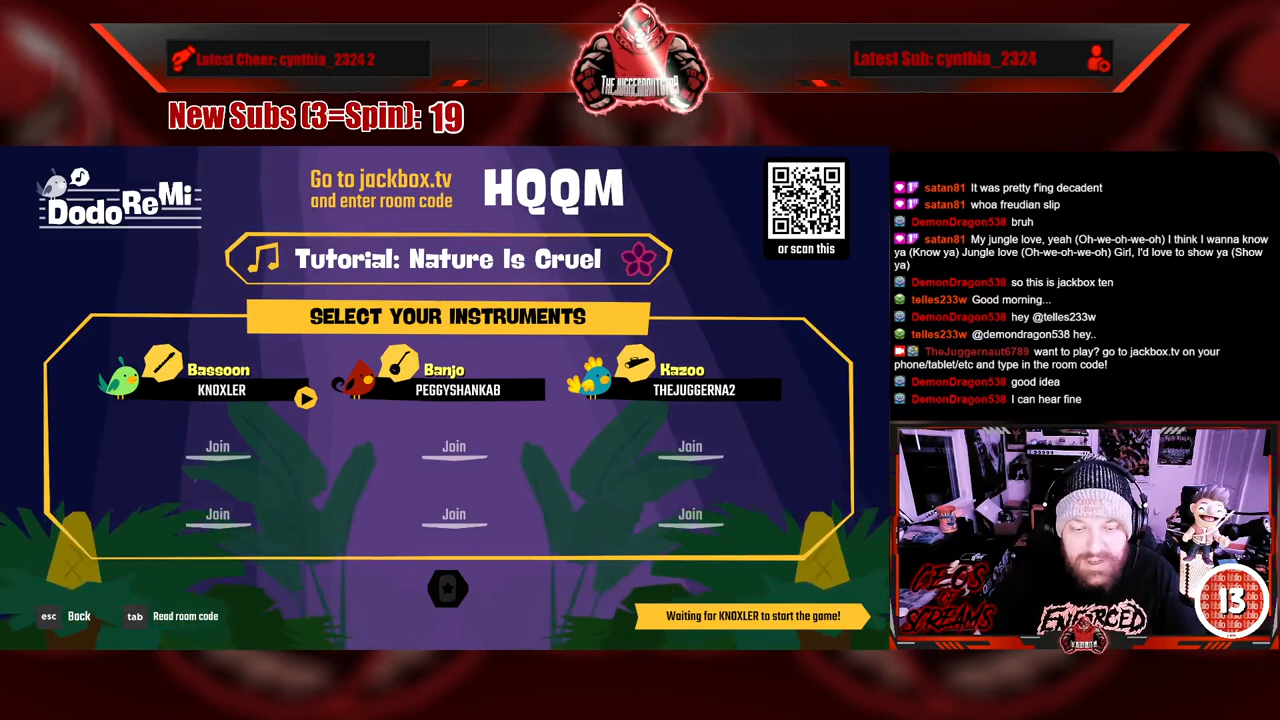 Latest Cheer: cynthia_2324 2
Latest Sub: cynthia_2324
THEJUGGERNAUT6789
New Subs (3=Spin): 19
DodoReMi
Go to jackbox.tv
and enter room code
HQQM
or scan this
Tutorial: Nature Is Cruel
SELECT YOUR INSTRUMENTS
Bassoon
KNOXLER
Banjo
PEGGYSHANKAB
Kazoo
THEJUGGERNA2
Join
Join
Join
Join
Join
Join
esc Back
tab Read room code
Waiting for KNOXLER to start the game!
satan81 It was pretty f'ing decadent
satan81 whoa freudian slip
DemonDragon538 bruh
satan81 My jungle love, yeah (Oh-we-oh-we-oh) I think I wanna know
ya (Know ya) Jungle love (Oh-we-oh-we-oh) Girl, I'd love to show ya (Show
ya)
DemonDragon538 so this is jackbox ten
telles233w Good morning...
DemonDragon538 hey @telles233w
telles233w @demondragon538 hey..
TheJuggernaut6789 want to play? go to jackbox.tv on your
phone/tablet/etc and type in the room code!
DemonDragon538 good idea
DemonDragon538 I can hear fine
SCREAMS
ENFORCED
13